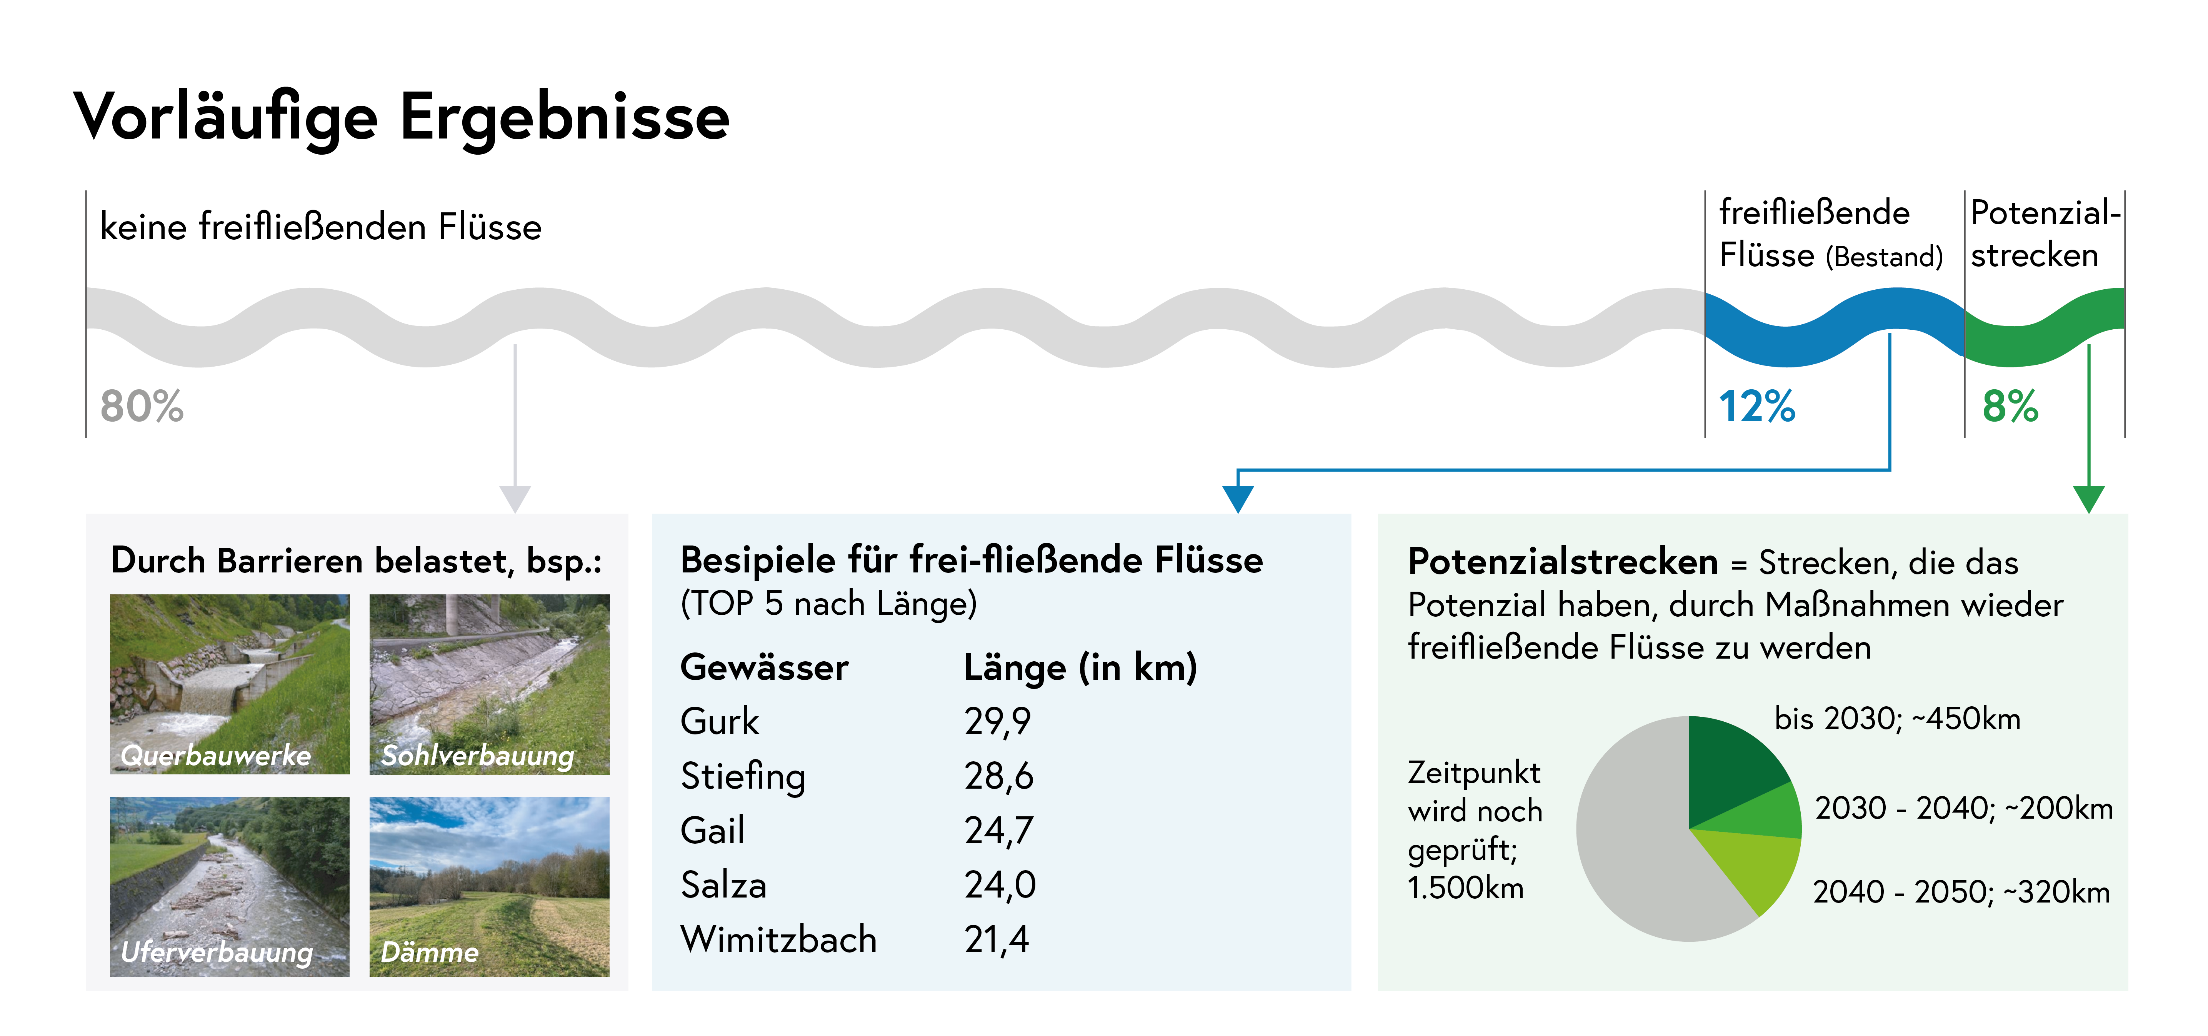 Vorläufige Ergebnisse
keine freifließenden Flüsse
freifließende
Flüsse (Bestand)
Potenzial-
strecken
80%
12%
8%
Durch Barrieren belastet, bsp.:
Querbauwerke
Sohlverbauung
Uferverbauung
Dämme
Besipiele für frei-fließende Flüsse
(TOP 5 nach Länge)
Gewässer Länge (in km)
Gurk 29,9
Stiefing 28,6
Gail 24,7
Salza 24,0
Wimitzbach 21,4
Potenzialstrecken = Strecken, die das
Potenzial haben, durch Maßnahmen wieder
freifließende Flüsse zu werden
bis 2030; ~450km
2030 - 2040; ~200km
2040 - 2050; ~320km
Zeitpunkt
wird noch
geprüft;
1.500km